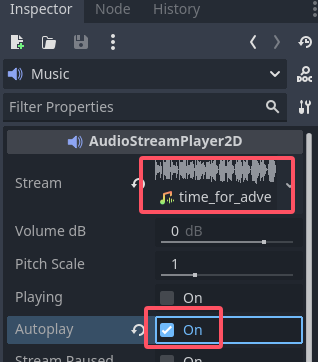 Inspector Node History
Music
DOC
Filter Properties
AudioStreamPlayer2D
Stream
time_for_adve
Volume dB 0 dB
Pitch Scale 1
Playing On
Autoplay On
Stream Paused On